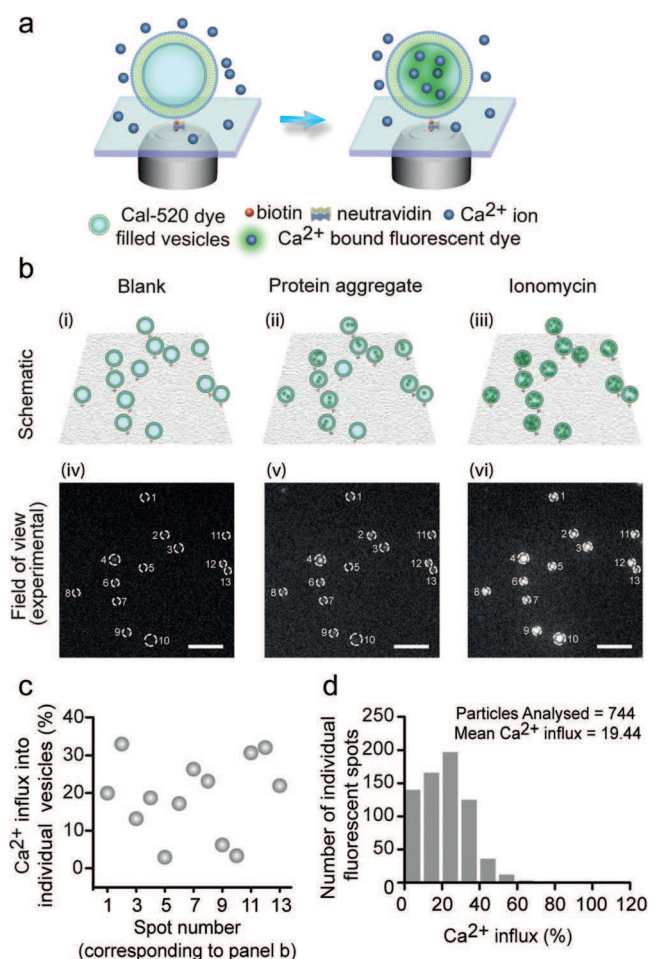 a
Cal-520 dye
filled vesicles
biotin
neutravidin
Ca2+ ion
Ca2+ bound fluorescent dye
b
Blank
Protein aggregate
Ionomycin
Schematic
(i)
(ii)
(iii)
Field of view
(experimental)
(iv)
1
2
3
4
5
6
7
8
9
10
11
12
13
(v)
1
2
3
4
5
6
7
8
9
10
11
12
13
(vi)
1
2
3
4
5
6
7
8
9
10
11
12
13
c
Ca2+ influx into
individual vesicles (%)
40
30
20
10
0
1 3 5 7 9 11 13
Spot number
(corresponding to panel b)
d
Particles Analysed = 744
Mean Ca2+ influx = 19.44
Number of individual
fluorescent spots
250
200
150
100
50
0
0 20 40 60 80 100 120
Ca2+ influx (%)